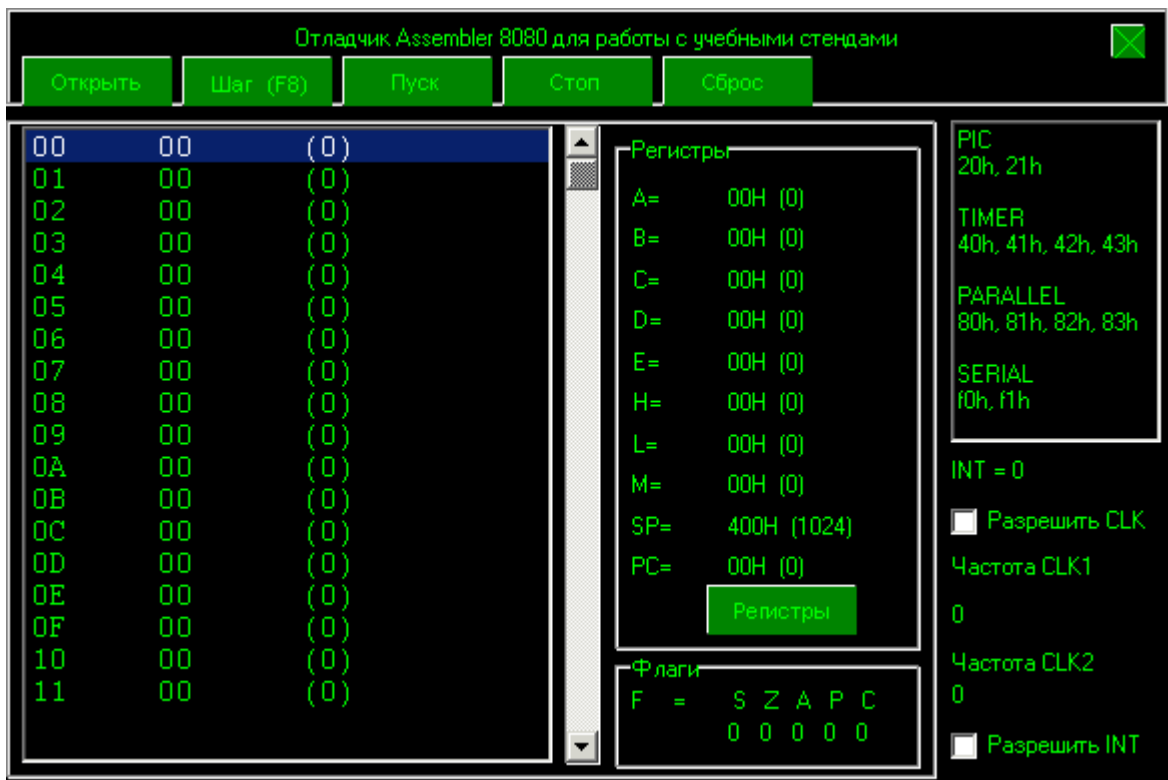 Отладчик Assembler 8080 для работы с учебными стендами
Открыть Шаг (F8) Пуск Стоп Сброс
00 00 (0)
01 00 (0)
02 00 (0)
03 00 (0)
04 00 (0)
05 00 (0)
06 00 (0)
07 00 (0)
08 00 (0)
09 00 (0)
0A 00 (0)
0B 00 (0)
0C 00 (0)
0D 00 (0)
0E 00 (0)
0F 00 (0)
10 00 (0)
11 00 (0)
Регистры
A= 00H (0)
B= 00H (0)
C= 00H (0)
D= 00H (0)
E= 00H (0)
H= 00H (0)
L= 00H (0)
M= 00H (0)
SP= 400H (1024)
PC= 00H (0)
Регистры
Флаги
F = S Z A P C
0 0 0 0 0
PIC
20h, 21h
TIMER
40h, 41h, 42h, 43h
PARALLEL
80h, 81h, 82h, 83h
SERIAL
f0h, f1h
INT = 0
Разрешить CLK
Частота CLK1
0
Частота CLK2
0
Разрешить INT